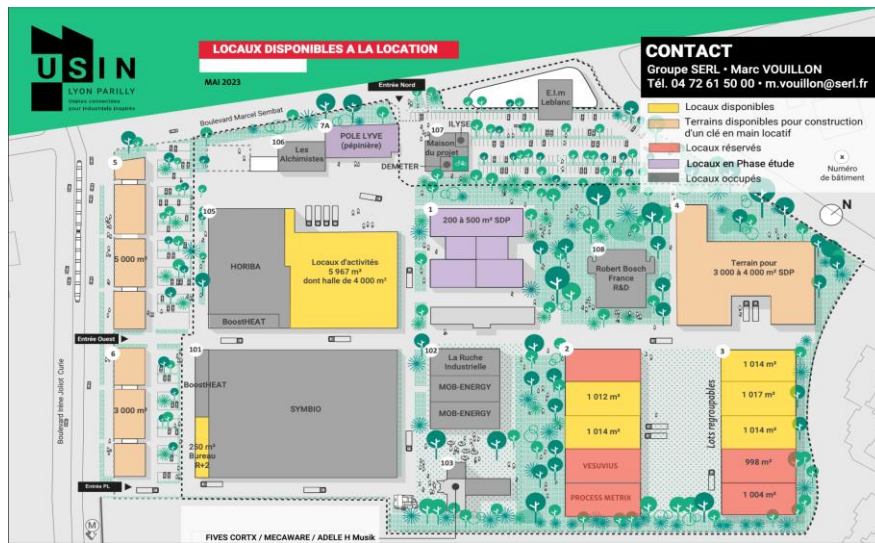 USIN
LYON PARILLY
Usines connectées
pour industriels inspirés
LOCAUX DISPONIBLES A LA LOCATION
MAI 2023
CONTACT
Groupe SERL • Marc VOUILLON
Tél. 04 72 61 50 00 • m.vouillon@serl.fr
Locaux disponibles
Terrains disponibles pour construction
d'un clé en main locatif
Locaux réservés
Locaux en Phase étude
Locaux occupés
x
Numéro
de bâtiment
N
Entrée Nord
Boulevard Marcel Sembat
E.l.m
Leblanc
7A
POLE LYVE
(pépinière)
106
Les
Alchimistes
ILYSE
107
Maison
du projet
DEMETER
5
5 000 m²
105
HORIBA
BoostHEAT
Locaux d'activités
5 967 m²
dont halle de 4 000 m²
1
200 à 500 m² SDP
108
Robert Bosch
France
R&D
4
Terrain pour
3 000 à 4 000 m² SDP
Boulevard Irène Joliot Curie
Entrée Ouest
6
3 000 m²
101
BoostHEAT
SYMBIO
250 m²
Bureau
R+2
102
La Ruche
Industrielle
MOB-ENERGY
MOB-ENERGY
103
2
1 012 m²
1 014 m²
VESUVIUS
PROCESS METRIX
Lots regroupables
3
1 014 m²
1 017 m²
1 014 m²
998 m²
1 004 m²
Entrée PL
M
FIVES CORTX / MECAWARE / ADELE H Musik